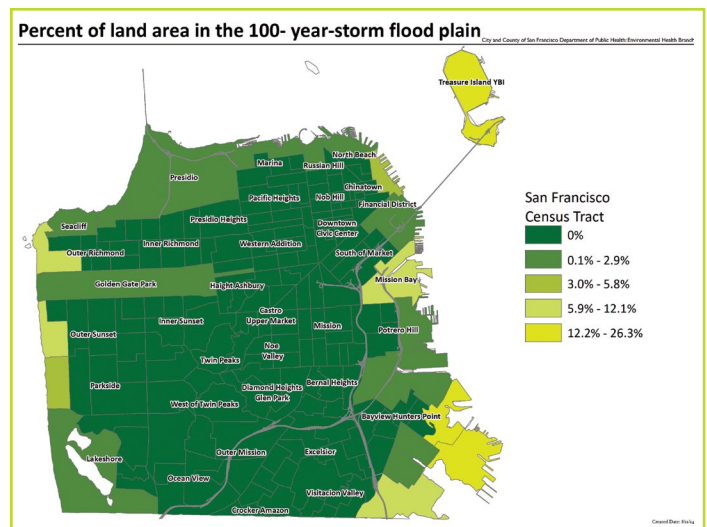 Percent of land area in the 100- year-storm flood plain
City and County of San Francisco Department of Public Health:Environmental Health Branch
Treasure Island YBI
North Beach
Marina
Russian Hill
Presidio
Chinatown
Pacific Heights
Nob Hill
Financial District
San Francisco
Census Tract
0%
0.1% - 2.9%
3.0% - 5.8%
5.9% - 12.1%
12.2% - 26.3%
Seacliff
Presidio Heights
Downtown
Civic Center
Outer Richmond
Inner Richmond
Western Addition
South of Market
Golden Gate Park
Haight Ashbury
Mission Bay
Castro
Upper Market
Outer Sunset
Inner Sunset
Mission
Potrero Hill
Noe
Valley
Twin Peaks
Parkside
Diamond Heights
Glen Park
Bernal Heights
West of Twin Peaks
Bayview Hunters Point
Lakeshore
Outer Mission
Excelsior
Ocean View
Visitacion Valley
Crocker Amazon